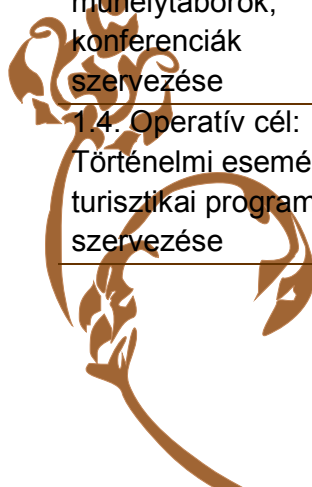 műhelytáborok,
konferenciák
szervezése
1.4. Operatív cél:
Történelmi esemé
turisztikai program
szervezése